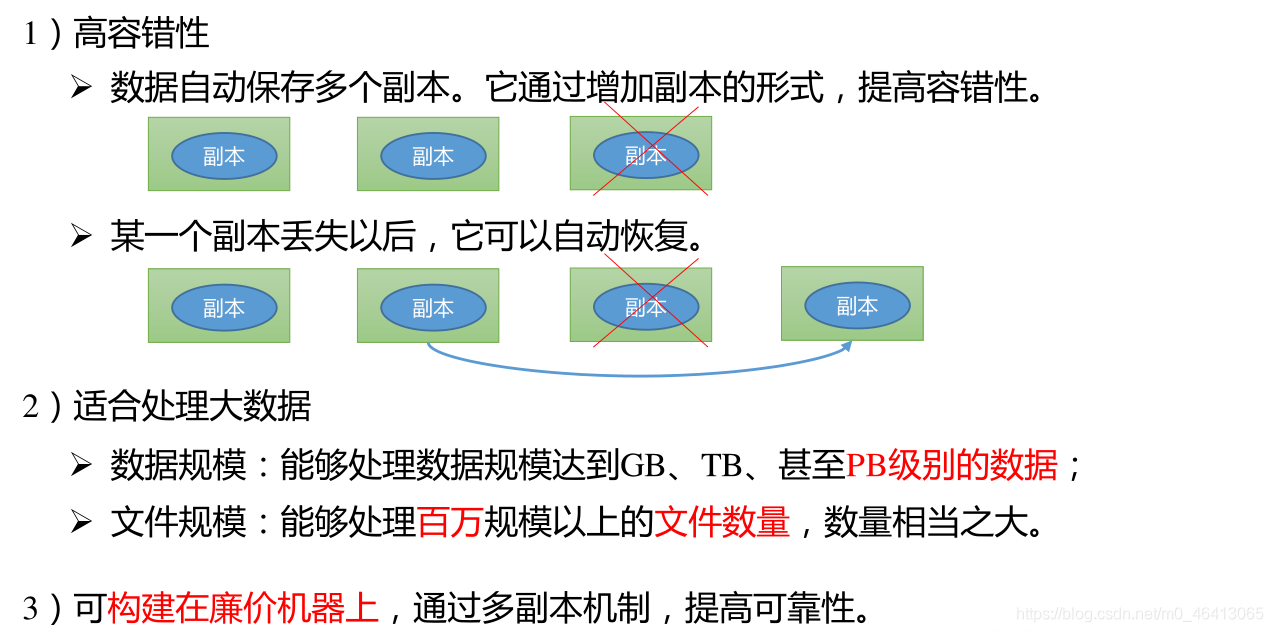 1）高容错性
➢ 数据自动保存多个副本。它通过增加副本的形式，提高容错性。
副本 副本 副本
➢ 某一个副本丢失以后，它可以自动恢复。
副本 副本 副本 副本
2）适合处理大数据
➢ 数据规模：能够处理数据规模达到GB、TB、甚至PB级别的数据；
➢ 文件规模：能够处理百万规模以上的文件数量，数量相当之大。
3）可构建在廉价机器上，通过多副本机制，提高可靠性。
https://blog.csdn.net/m0_46413065